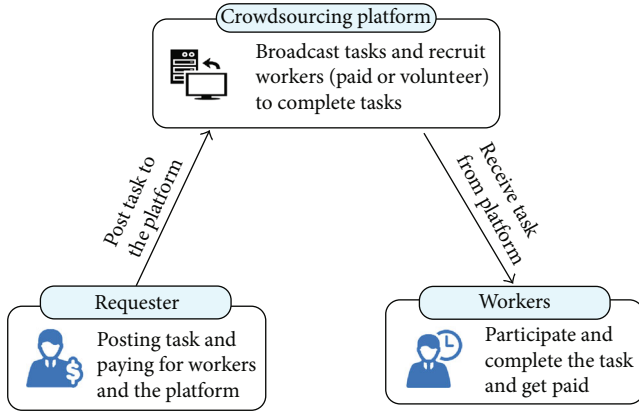 Crowdsourcing platform
Broadcast tasks and recruit
workers (paid or volunteer)
to complete tasks
Post task to
the platform
Receive task
from platform
Requester
Posting task and
paying for workers
and the platform
Workers
Participate and
complete the task
and get paid